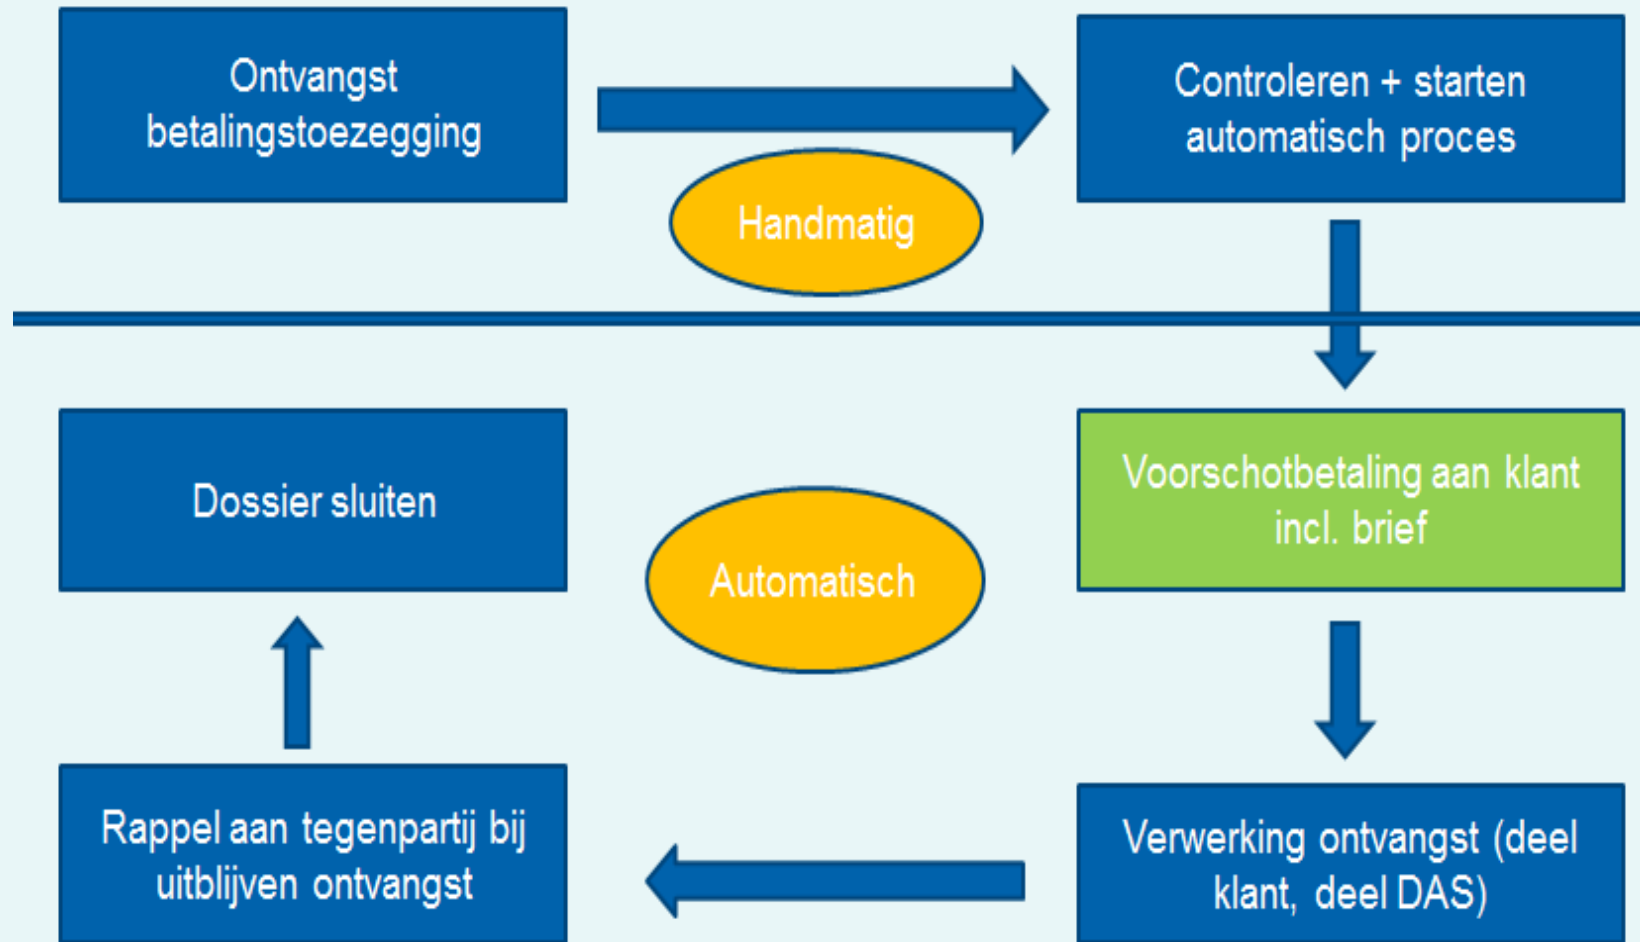 Ontvangst
betalingstoezegging
Controleren + starten
automatisch proces
Handmatig
Dossier sluiten
Automatisch
Voorschotbetaling aan klant
incl. brief
Rappel aan tegenpartij bij
uitblijven ontvangst
Verwerking ontvangst (deel
klant, deel DAS)